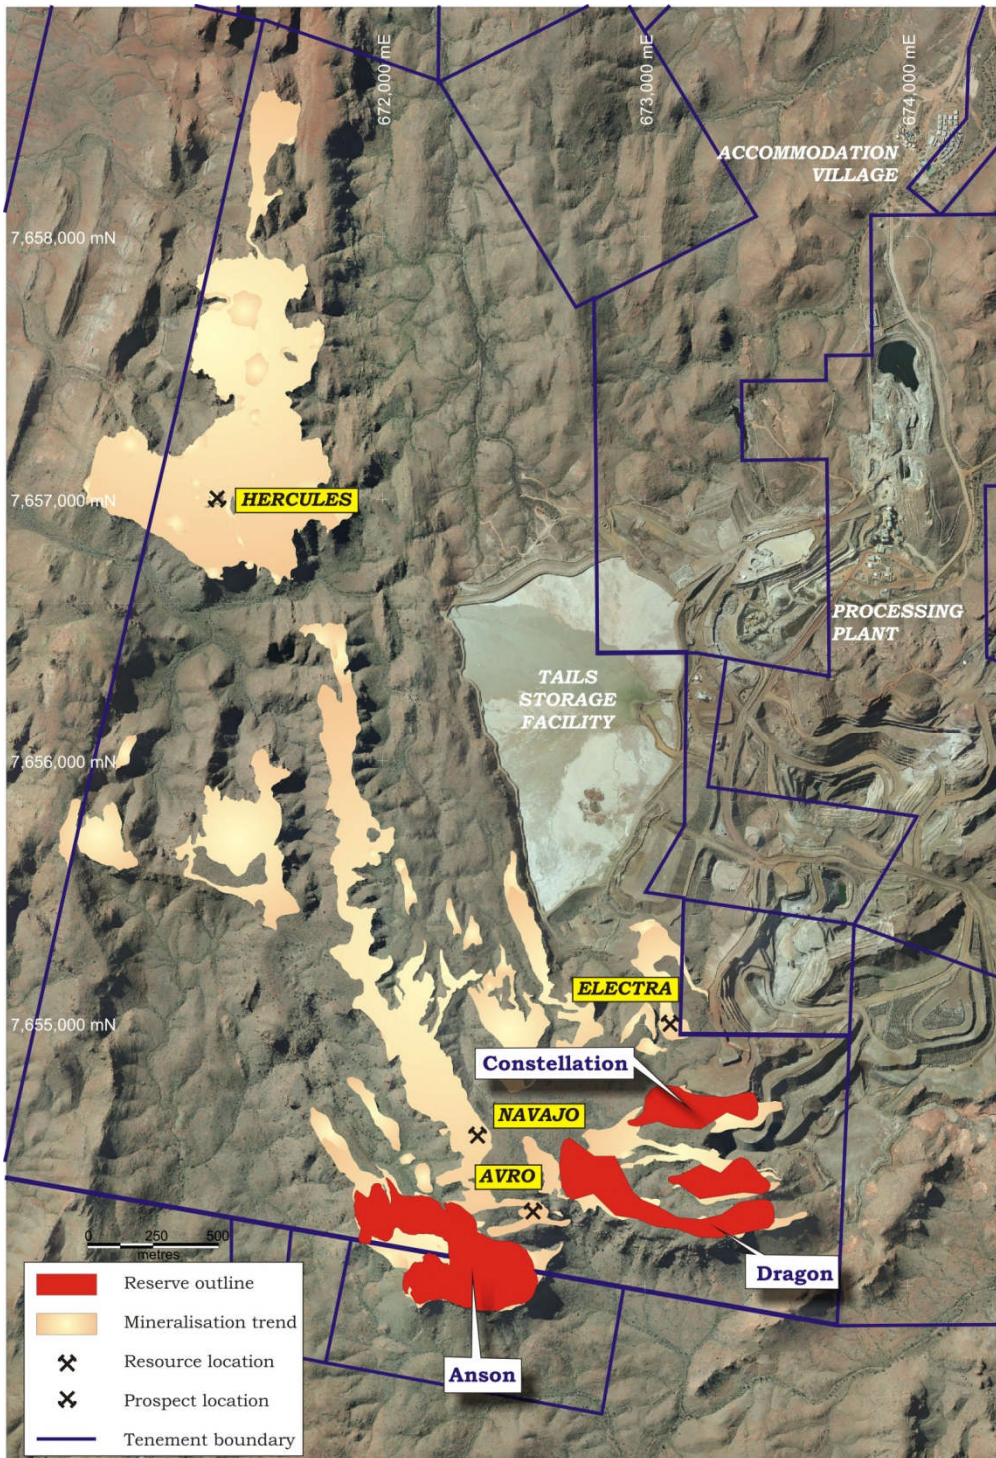 672,000 mE
673,000 mE
674,000 mE
ACCOMMODATION
VILLAGE
7,658,000 mN
7,657,000 mN
HERCULES
PROCESSING
PLANT
TAILS
STORAGE
FACILITY
7,656,000 mN
ELECTRA
7,655,000 mN
Constellation
NAVAJO
AVRO
0 250 500
metres
Dragon
Anson
Reserve outline
Mineralisation trend
Resource location
Prospect location
Tenement boundary